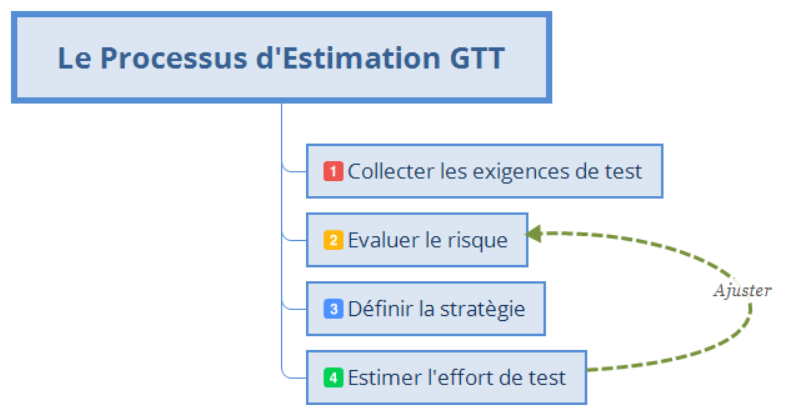 Le Processus d'Estimation GTT
1 Collecter les exigences de test
2 Evaluer le risque
3 Définir la stratègie
4 Estimer l'effort de test
Ajuster